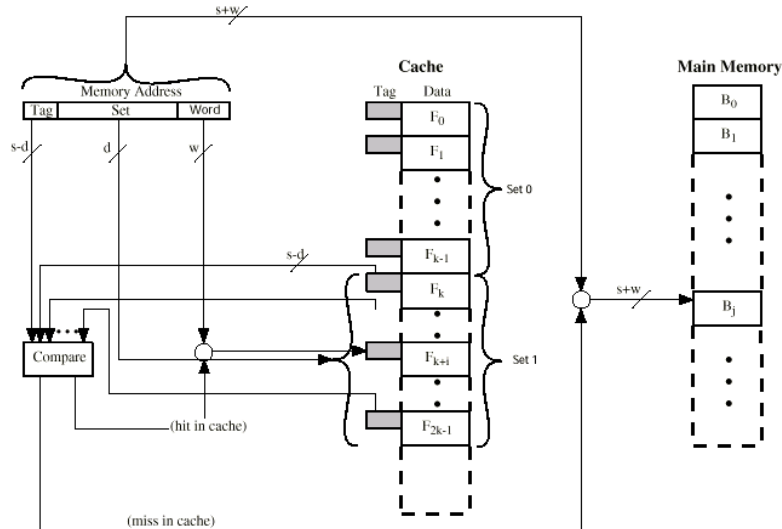 s+w
Cache
Main Memory
Memory Address
Tag Data
Tag Set Word
F0
B0
F1
B1
s-d d w
Set 0
s-d
Fk-1
Fk
s+w
Bj
Compare
Fk+i
Set 1
F2k-1
(hit in cache)
(miss in cache)